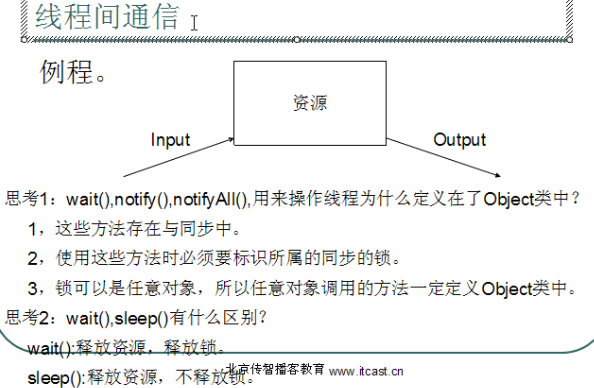 线程间通信
例程。
资源
Input
Output
思考1：wait(),notify(),notifyAll(),用来操作线程为什么定义在了Object类中？
1，这些方法存在与同步中。
2，使用这些方法时必须要标识所属的同步的锁。
3，锁可以是任意对象，所以任意对象调用的方法一定定义Object类中。
思考2：wait(),sleep()有什么区别？
wait():释放资源，释放锁。
sleep():释放资源，不释放锁。
北京传智播客教育 www.itcast.cn